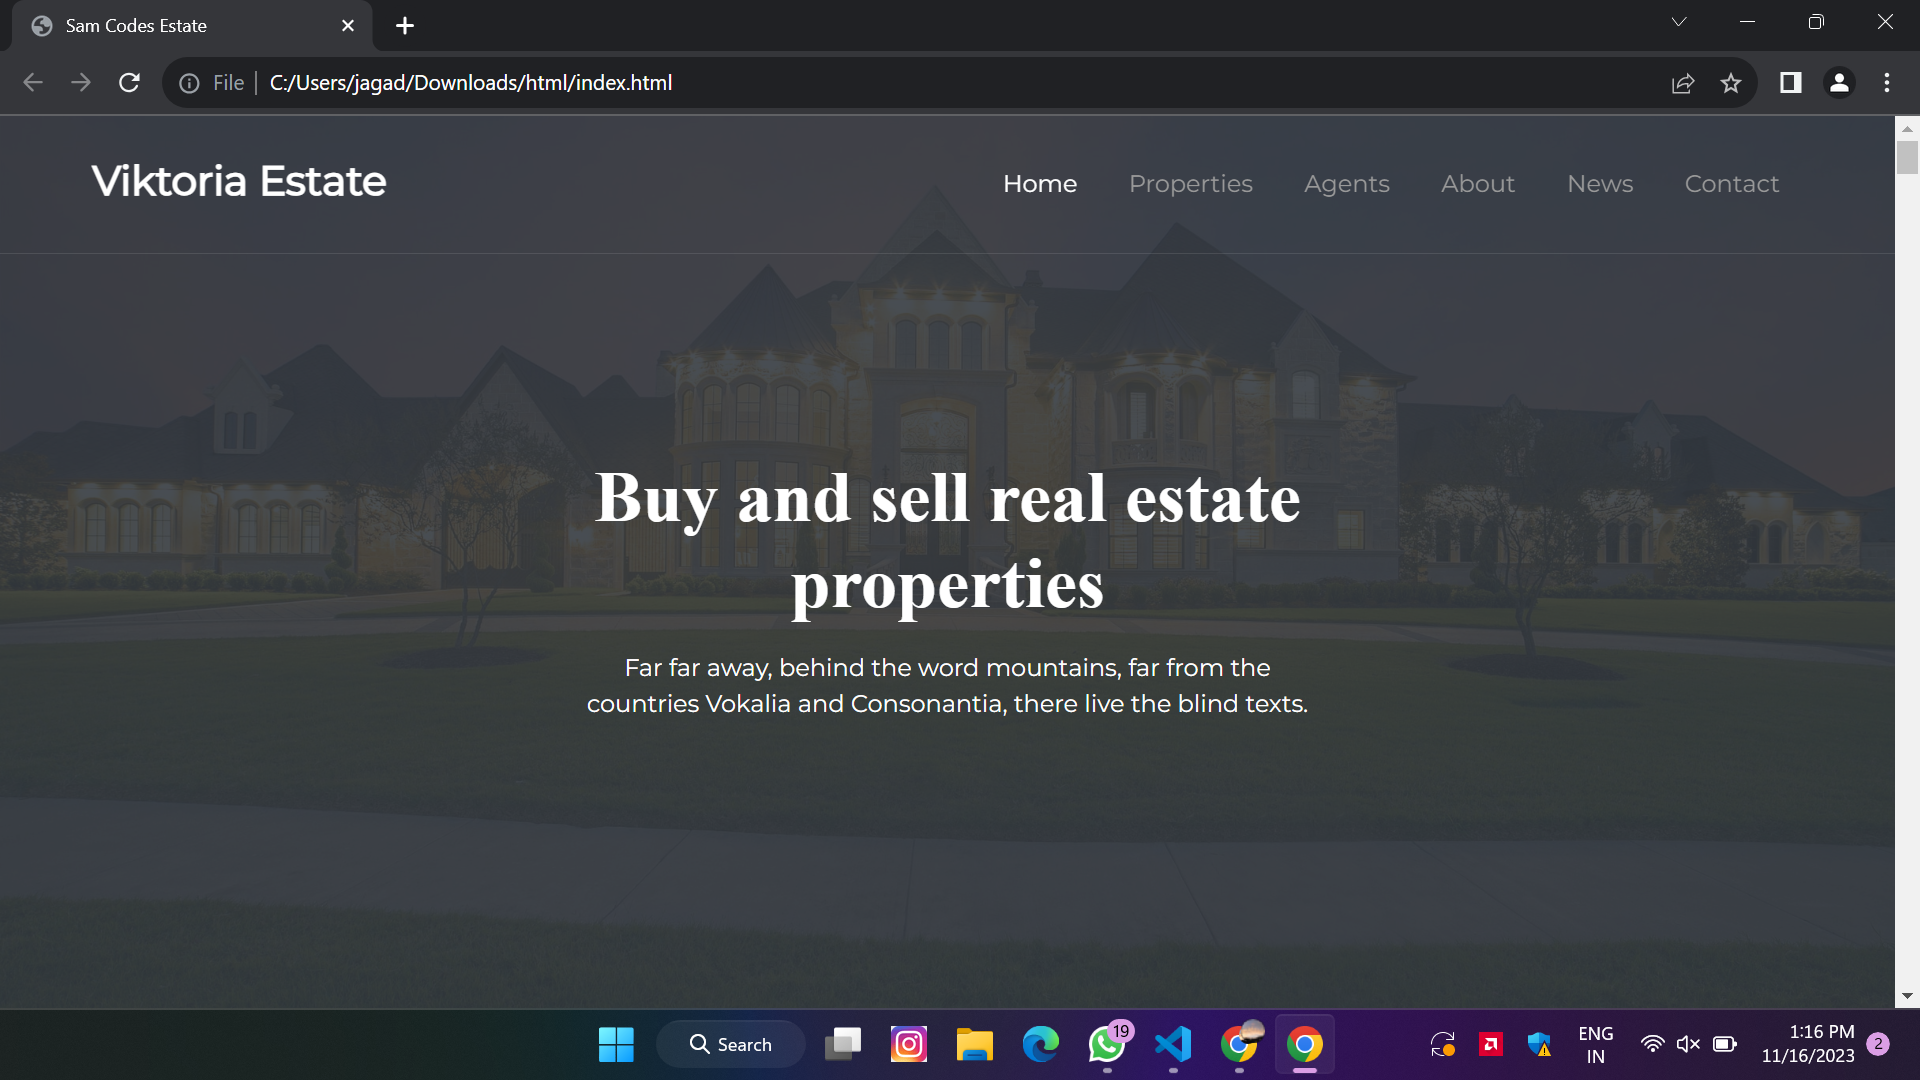 Sam Codes Estate
File
C:/Users/jagad/Downloads/html/index.html
Viktoria Estate
Home Properties Agents About News Contact
Buy and sell real estate
properties
Far far away, behind the word mountains, far from the
countries Vokalia and Consonantia, there live the blind texts.
Search
19
ENG
IN
1:16 PM
11/16/2023
2